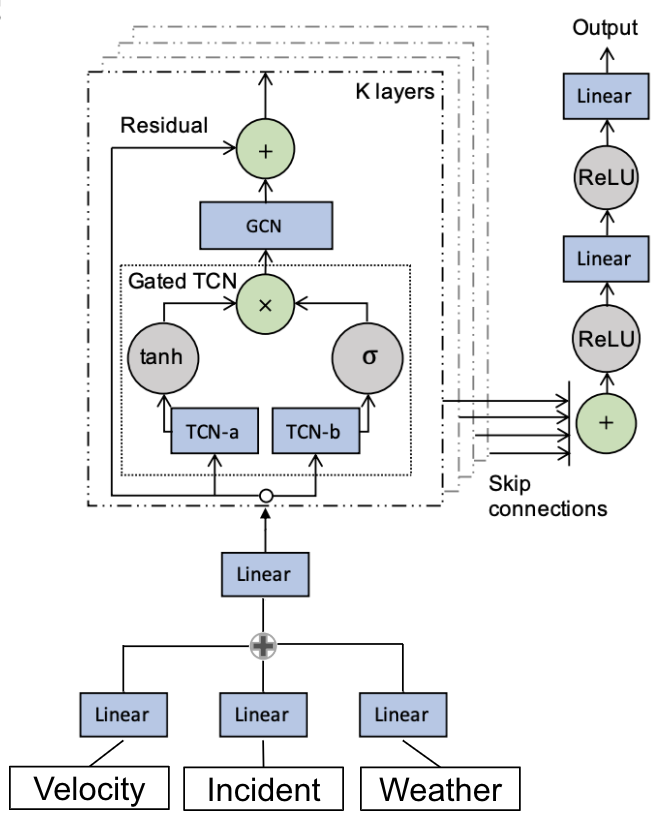 Output
Linear
ReLU
Linear
ReLU
+
Skip
connections
K layers
Residual
+
GCN
Gated TCN
×
tanh
σ
TCN-a
TCN-b
Linear
Linear
Linear
Linear
Velocity
Incident
Weather